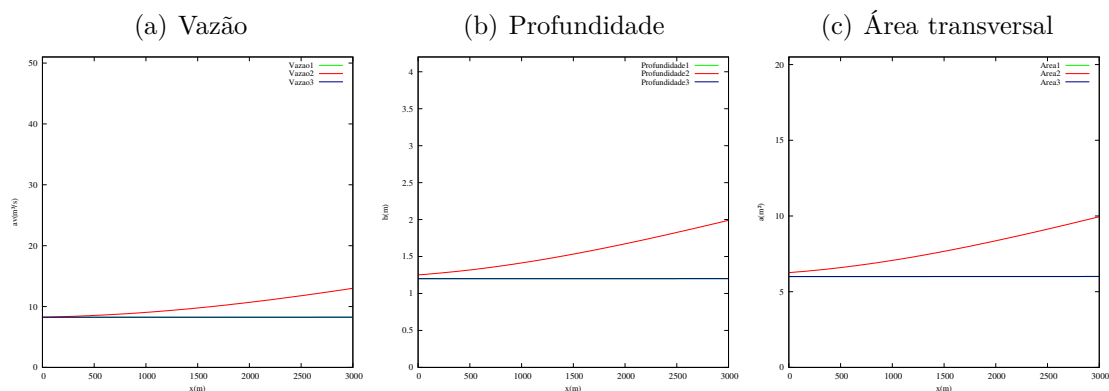 (a) Vazão
50
40
30
20
10
0
0 500 1000 1500 2000 2500 3000
av(m³/s)
x(m)
Vazao1
Vazao2
Vazao3
(b) Profundidade
4
3.5
3
2.5
2
1.5
1
0.5
0
0 500 1000 1500 2000 2500 3000
h(m)
x(m)
Profundidade1
Profundidade2
Profundidade3
(c) Área transversal
20
15
10
5
0
0 500 1000 1500 2000 2500 3000
a(m²)
x(m)
Area1
Area2
Area3